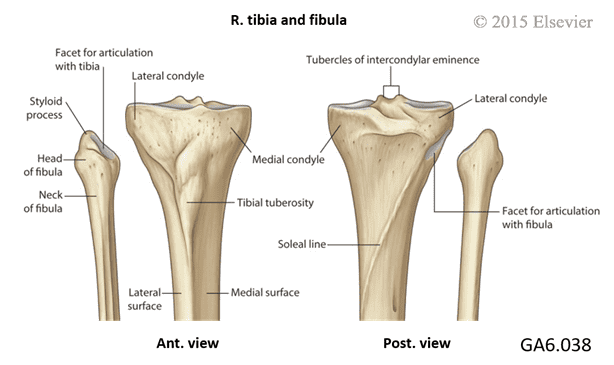 R. tibia and fibula
© 2015 Elsevier
Facet for articulation
with tibia
Lateral condyle
Styloid
process
Head
of fibula
Neck
of fibula
Medial condyle
Tibial tuberosity
Lateral
surface
Medial surface
Tubercles of intercondylar eminence
Lateral condyle
Soleal line
Facet for articulation
with fibula
Ant. view
Post. view
GA6.038